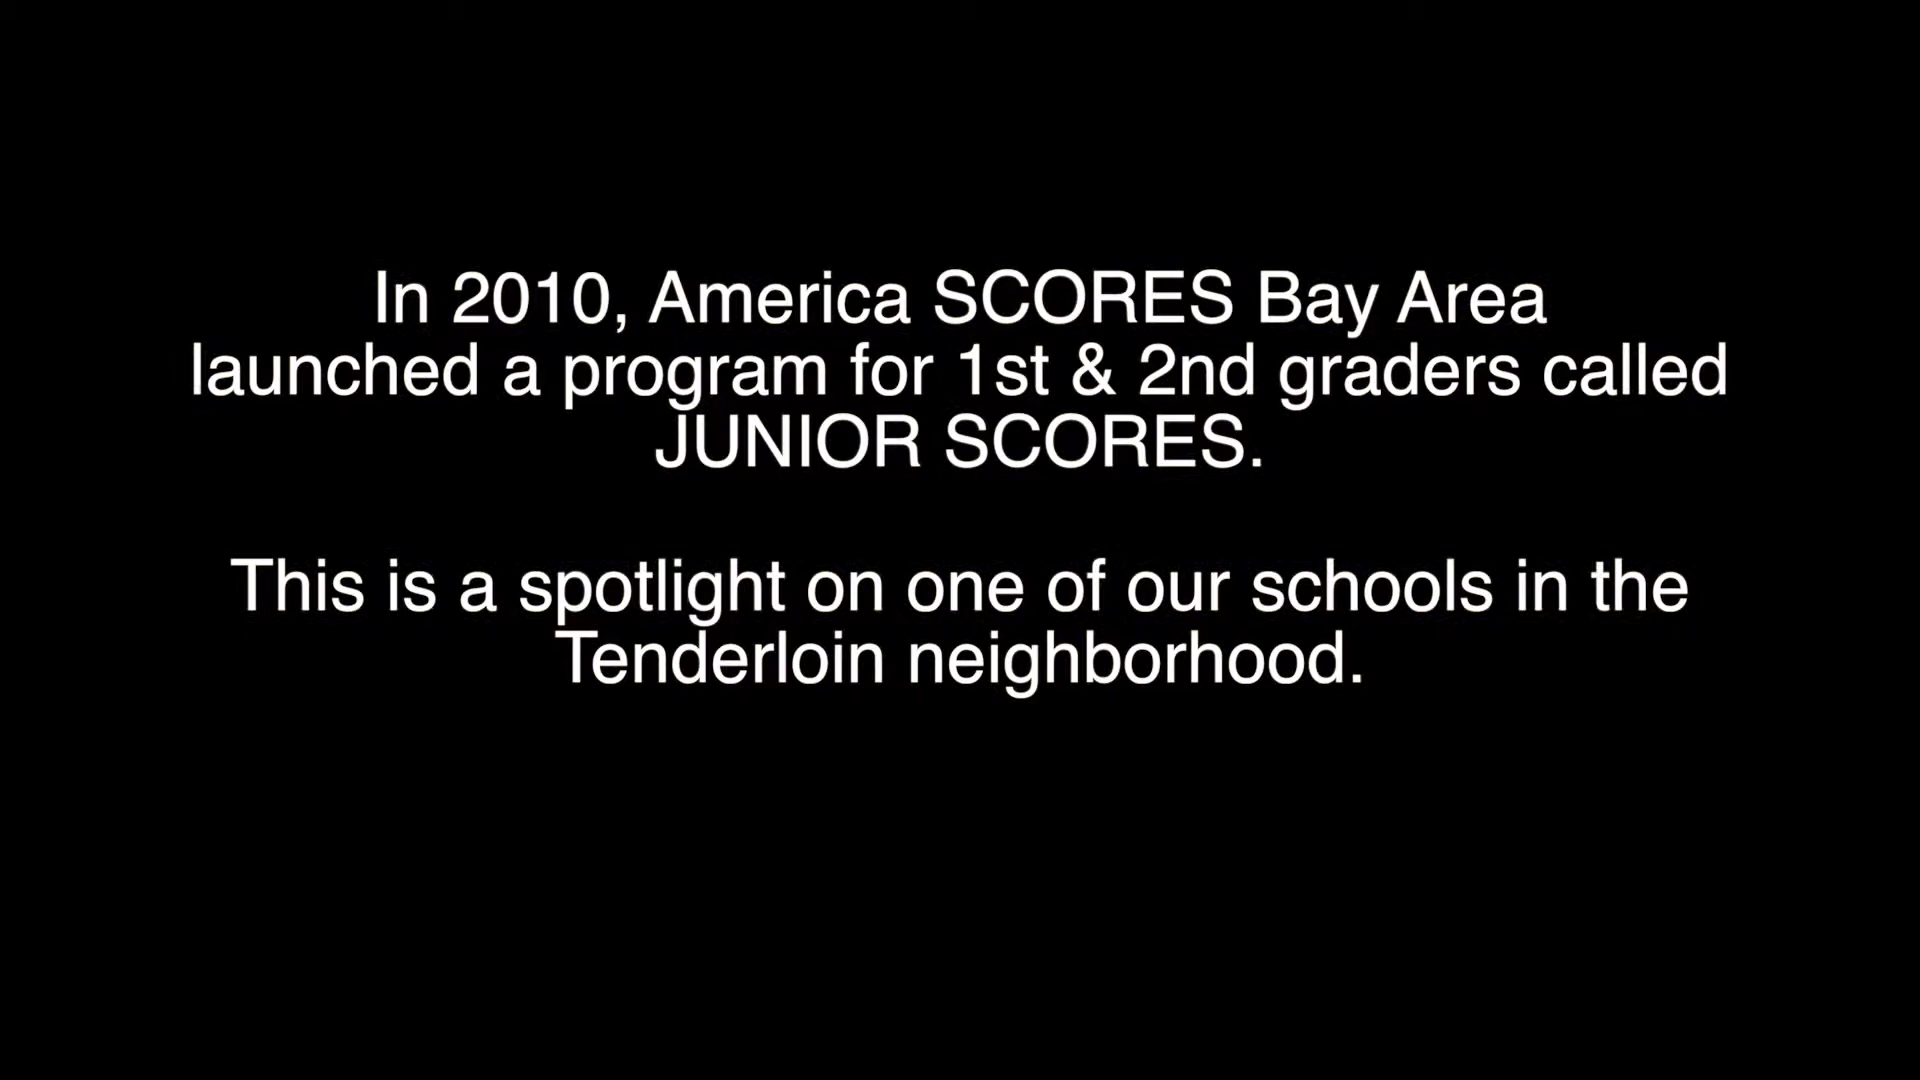 In 2010, America SCORES Bay Area
launched a program for 1st & 2nd graders called
JUNIOR SCORES.
This is a spotlight on one of our schools in the
Tenderloin neighborhood.